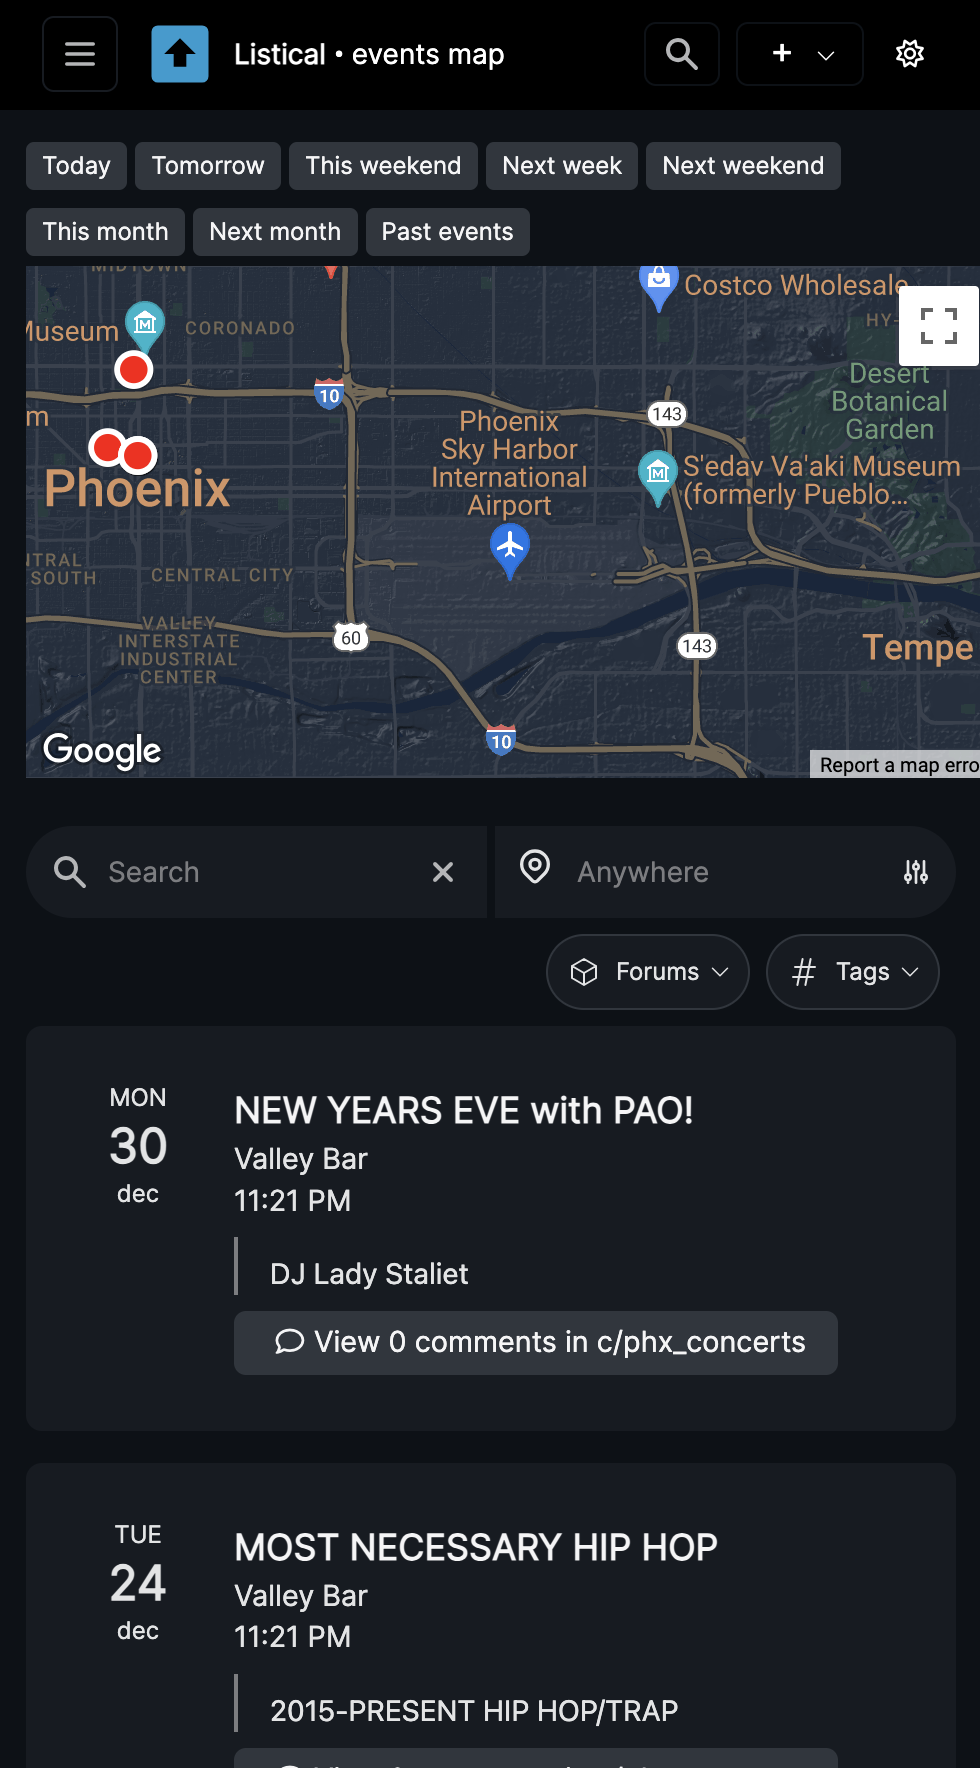 Listical • events map
+
Today Tomorrow This weekend Next week Next weekend
This month Next month Past events
MIDTOWN
Costco Wholesale
Museum
CORONADO
HY-
10
Desert
Botanical
Garden
143
Phoenix
Sky Harbor
International
Airport
m
S'edav Va'aki Museum
(formerly Pueblo...
Phoenix
NTRAL
SOUTH
CENTRAL CITY
VALLEY
INTERSTATE
INDUSTRIAL
CENTER
60
143
Tempe
10
Google
Report a map erro
Search Anywhere
Forums # Tags
MON
30
dec
NEW YEARS EVE with PAO!
Valley Bar
11:21 PM
DJ Lady Staliet
View 0 comments in c/phx_concerts
TUE
24
dec
MOST NECESSARY HIP HOP
Valley Bar
11:21 PM
2015-PRESENT HIP HOP/TRAP